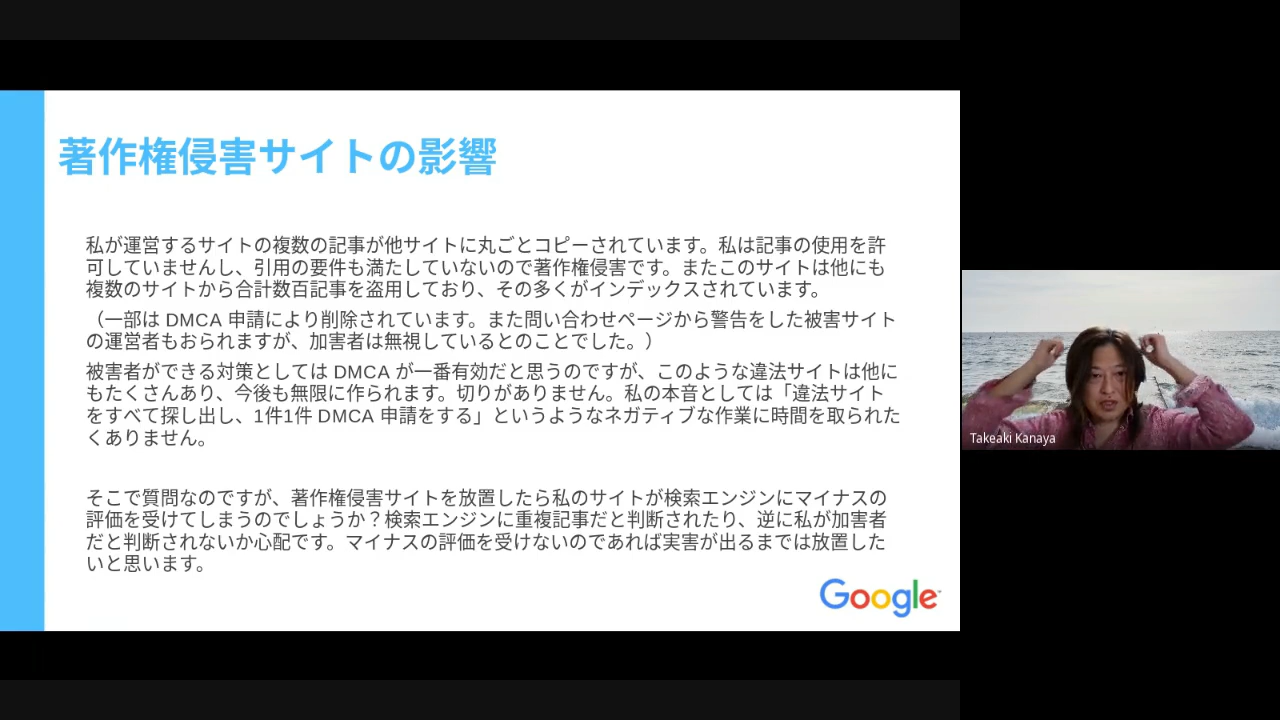 著作権侵害サイトの影響
私が運営するサイトの複数の記事が他サイトに丸ごとコピーされています。私は記事の使用を許
可していませんし、引用の要件も満たしていないので著作権侵害です。またこのサイトは他にも
複数のサイトから合計数百記事を盗用しており、その多くがインデックスされています。
（一部は DMCA 申請により削除されています。また問い合わせページから警告をした被害サイト
の運営者もおられますが、加害者は無視しているとのことでした。）
被害者ができる対策としては DMCA が一番有効だと思うのですが、このような違法サイトは他に
もたくさんあり、今後も無限に作られます。切りがありません。私の本音としては「違法サイト
をすべて探し出し、1件1件 DMCA 申請をする」というようなネガティブな作業に時間を取られた
くありません。
そこで質問なのですが、著作権侵害サイトを放置したら私のサイトが検索エンジンにマイナスの
評価を受けてしまうのでしょうか？検索エンジンに重複記事だと判断されたり、逆に私が加害者
だと判断されないか心配です。マイナスの評価を受けないのであれば実害が出るまでは放置した
いと思います。
Google
Takeaki Kanaya